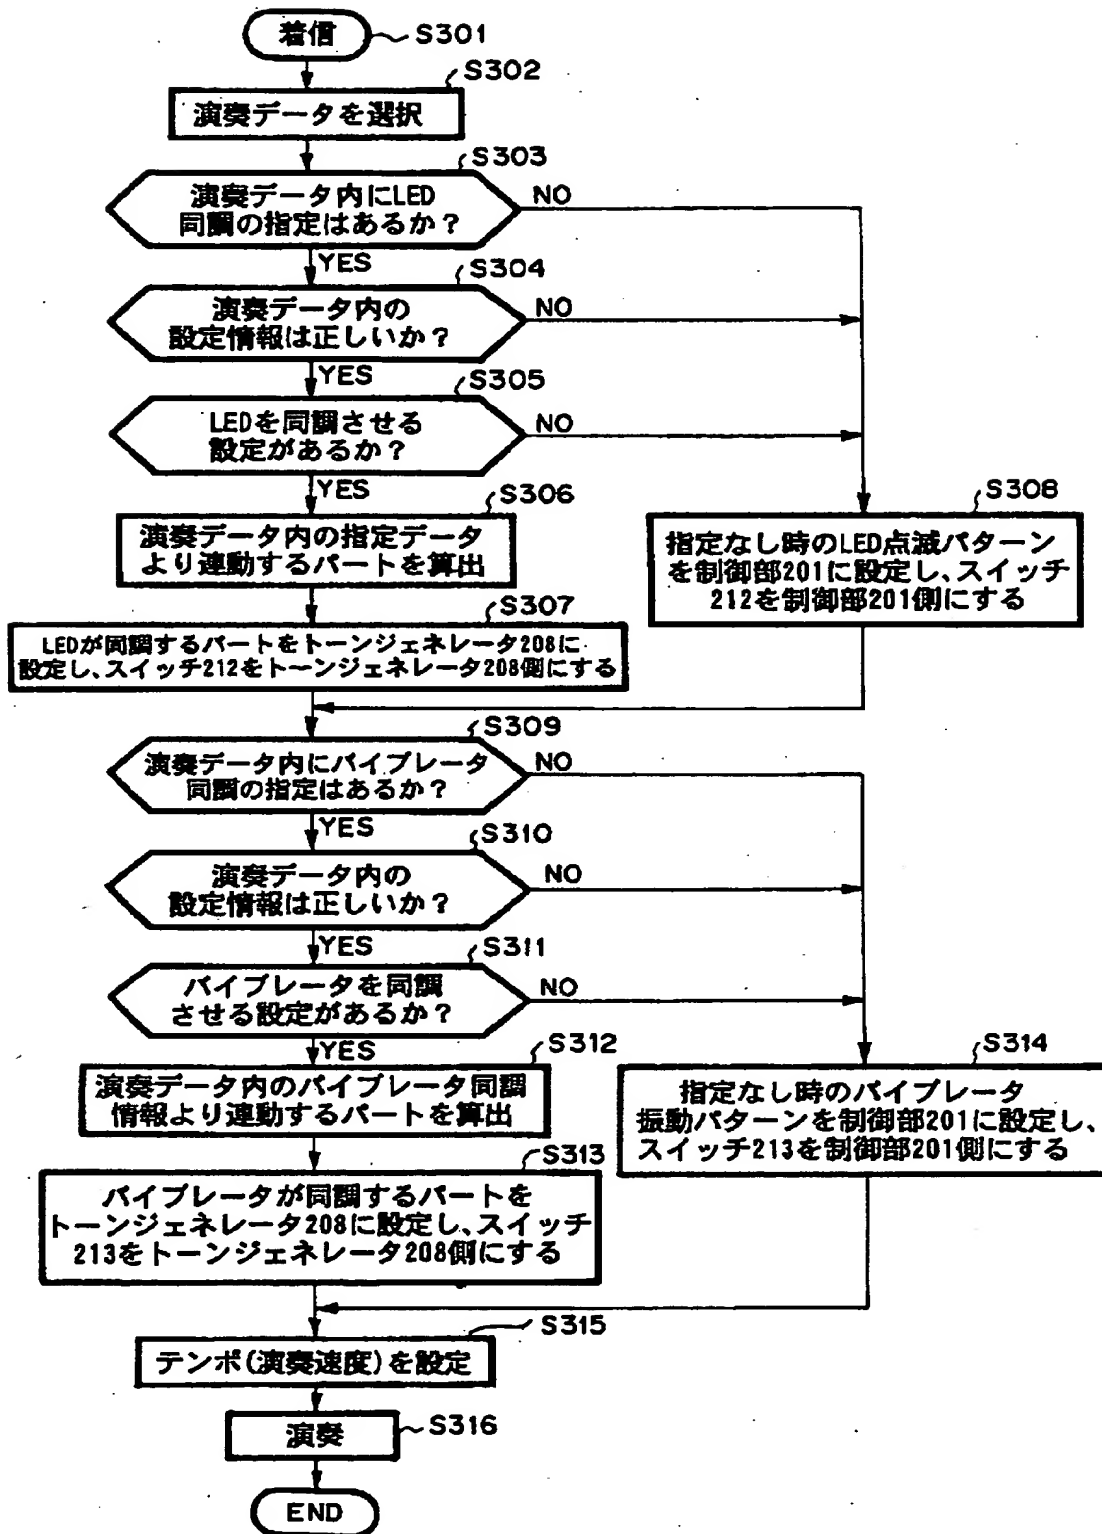 着信
S301
S302
演奏データを選択
S303
演奏データ内にLED
同調の指定はあるか?
NO
YES
S304
演奏データ内の
設定情報は正しいか?
NO
YES
S305
LEDを同調させる
設定があるか?
NO
YES
S306
演奏データ内の指定データ
より連動するパートを算出
S308
指定なし時のLED点滅パターン
を制御部201に設定し、スイッチ
212を制御部201側にする
S307
LEDが同調するパートをトーンジェネレータ208に
設定し、スイッチ212をトーンジェネレータ208側にする
S309
演奏データ内にバイブレータ
同調の指定はあるか?
NO
YES
S310
演奏データ内の
設定情報は正しいか?
NO
YES
S311
バイブレータを同調
させる設定があるか?
NO
YES
S312
演奏データ内のバイブレータ同調
情報より連動するパートを算出
S314
指定なし時のバイブレータ
振動パターンを制御部201に設定し、
スイッチ213を制御部201側にする
S313
バイブレータが同調するパートを
トーンジェネレータ208に設定し、スイッチ
213をトーンジェネレータ208側にする
S315
テンポ(演奏速度)を設定
演奏
S316
END